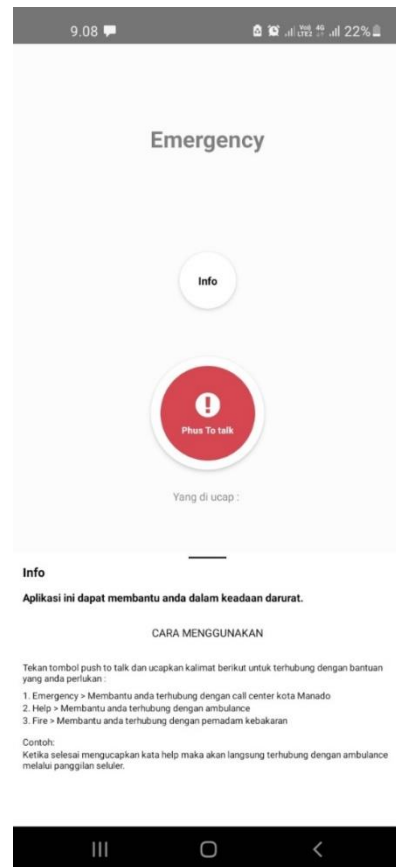 9.08
22%
Emergency
Info
Phus To talk
Yang di ucap :
Info
Aplikasi ini dapat membantu anda dalam keadaan darurat.
CARA MENGGUNAKAN
Tekan tombol push to talk dan ucapkan kalimat berikut untuk terhubung dengan bantuan
yang anda perlukan :
1. Emergency > Membantu anda terhubung dengan call center kota Manado
2. Help > Membantu anda terhubung dengan ambulance
3. Fire > Membantu anda terhubung dengan pemadam kebakaran
Contoh:
Ketika selesai mengucapkan kata help maka akan langsung terhubung dengan ambulance
melalui panggilan seluler.